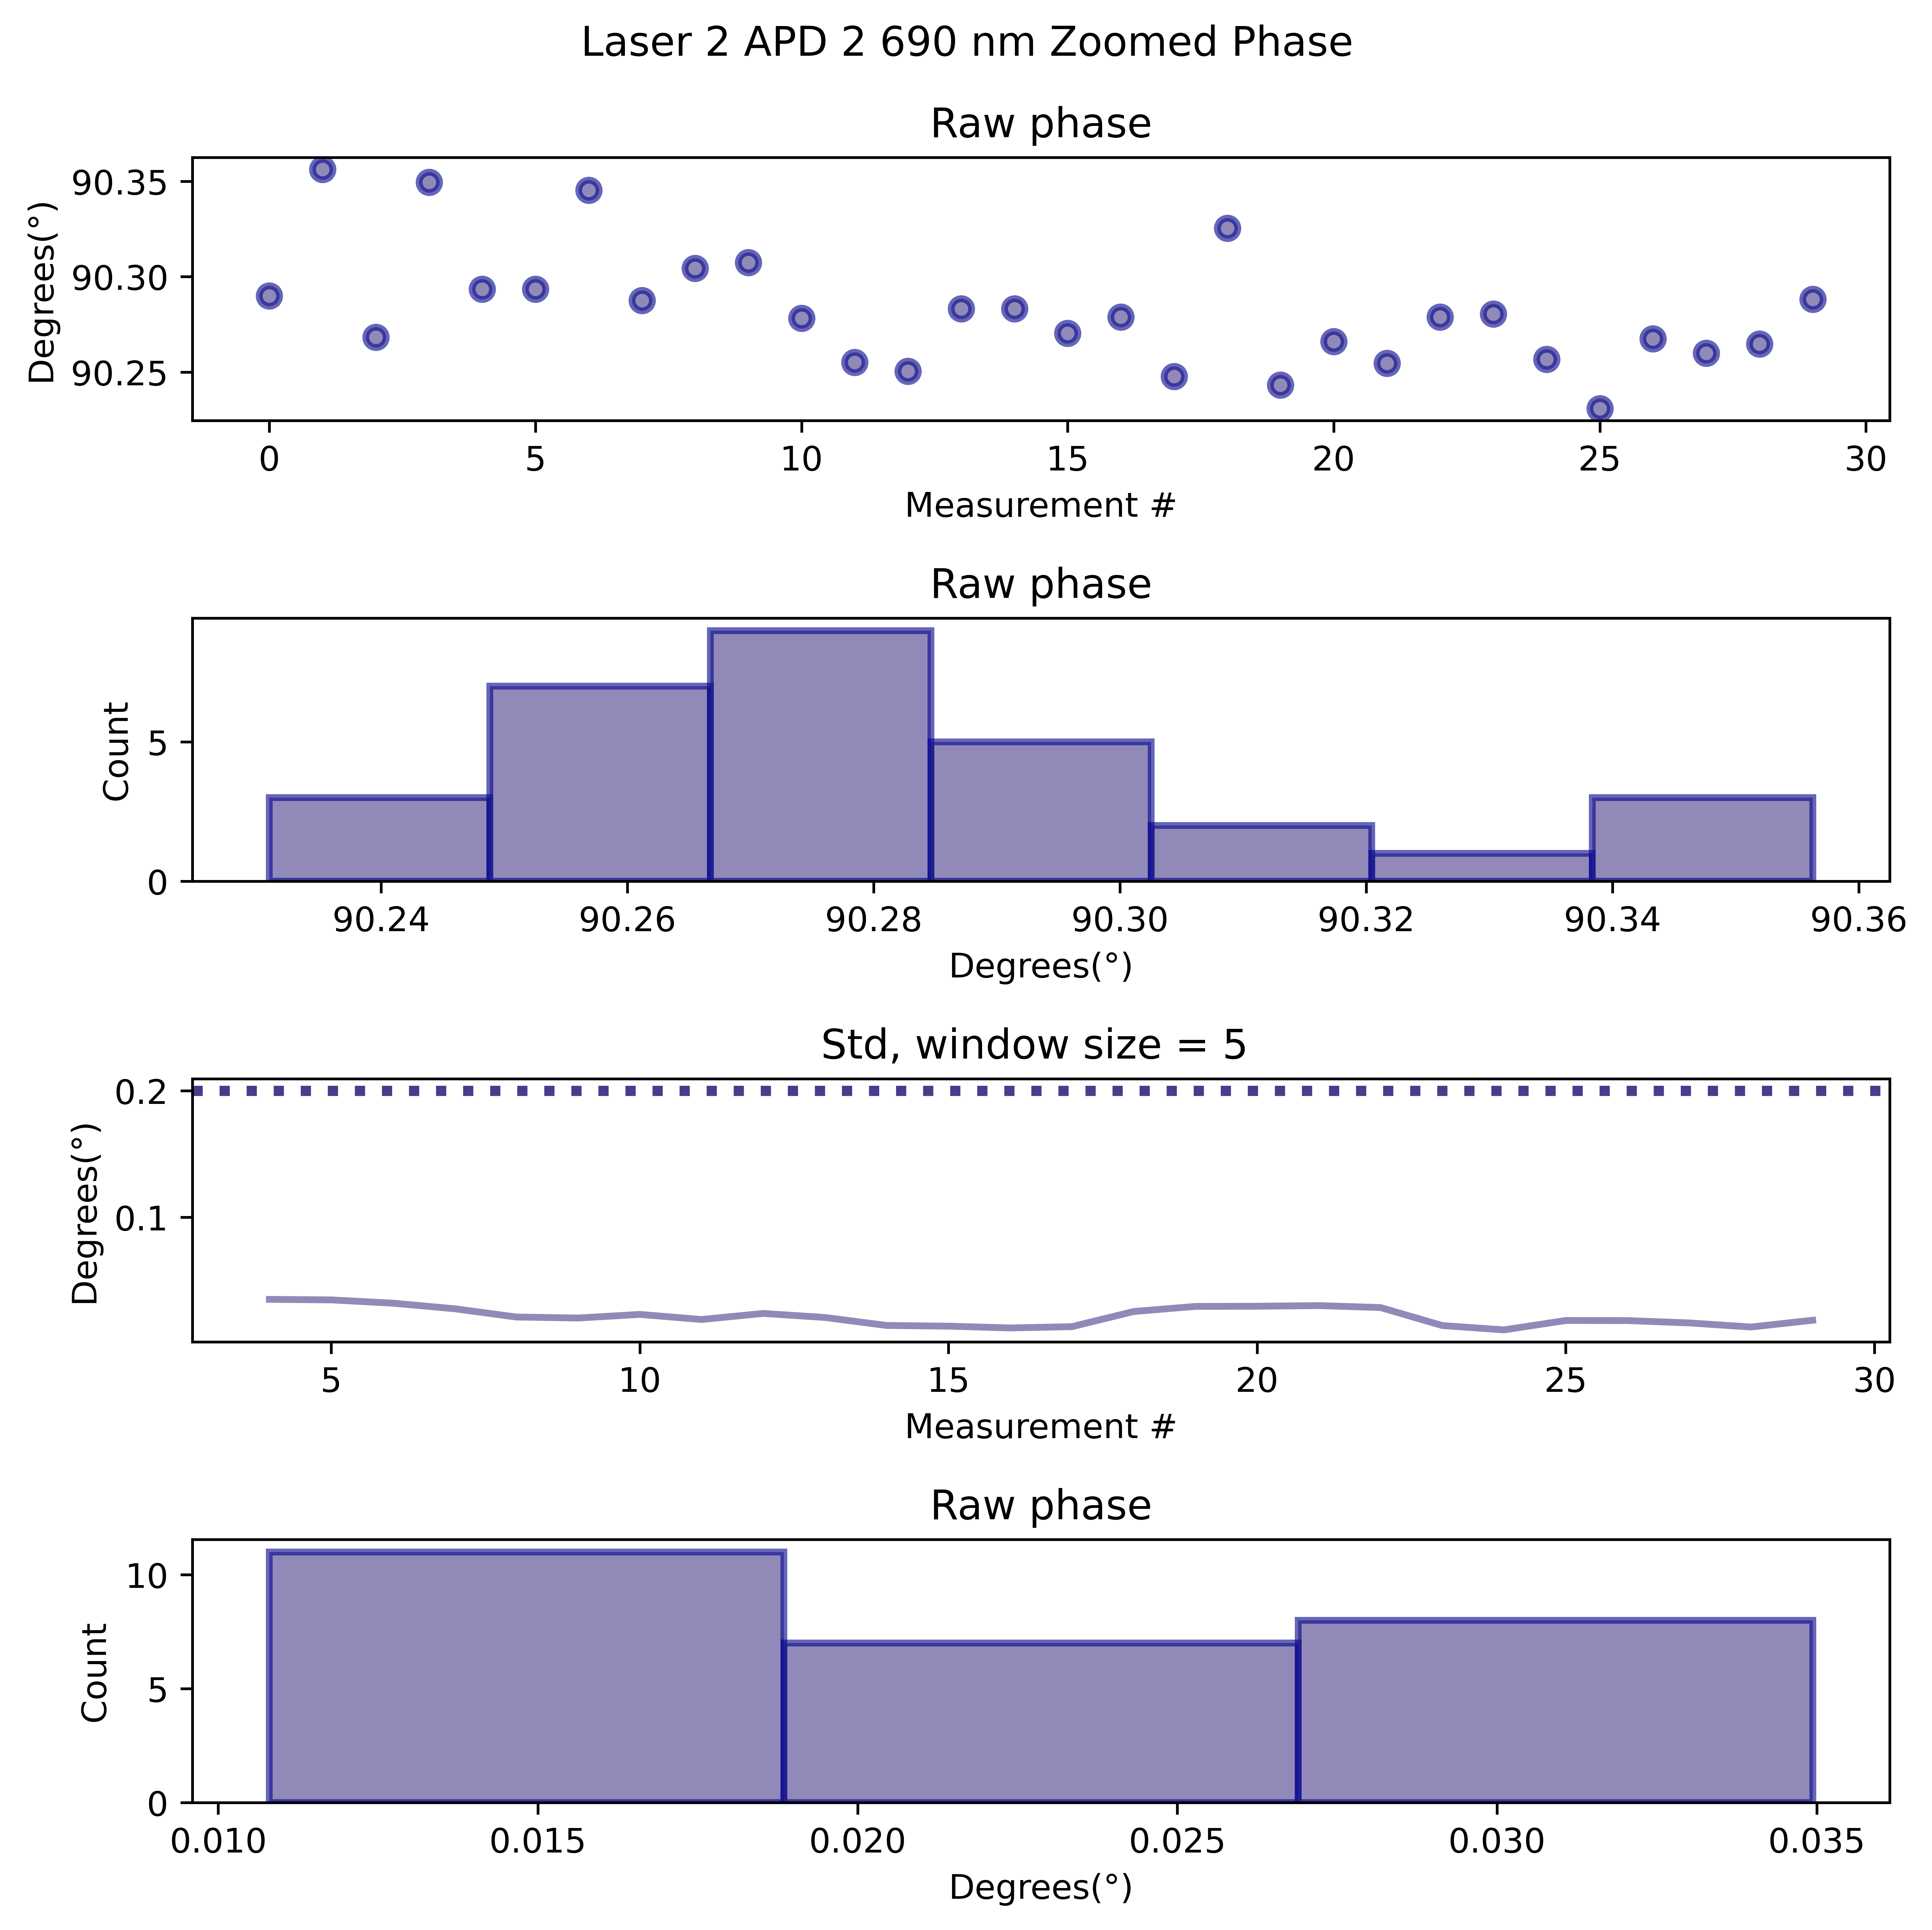 Laser 2 APD 2 690 nm Zoomed Phase
Raw phase
Degrees(°)
90.35
90.30
90.25
0 5 10 15 20 25 30
Measurement #
Raw phase
Count
5
0
90.24 90.26 90.28 90.30 90.32 90.34 90.36
Degrees(°)
Std, window size = 5
Degrees(°)
0.2
0.1
5 10 15 20 25 30
Measurement #
Raw phase
Count
10
5
0
0.010 0.015 0.020 0.025 0.030 0.035
Degrees(°)